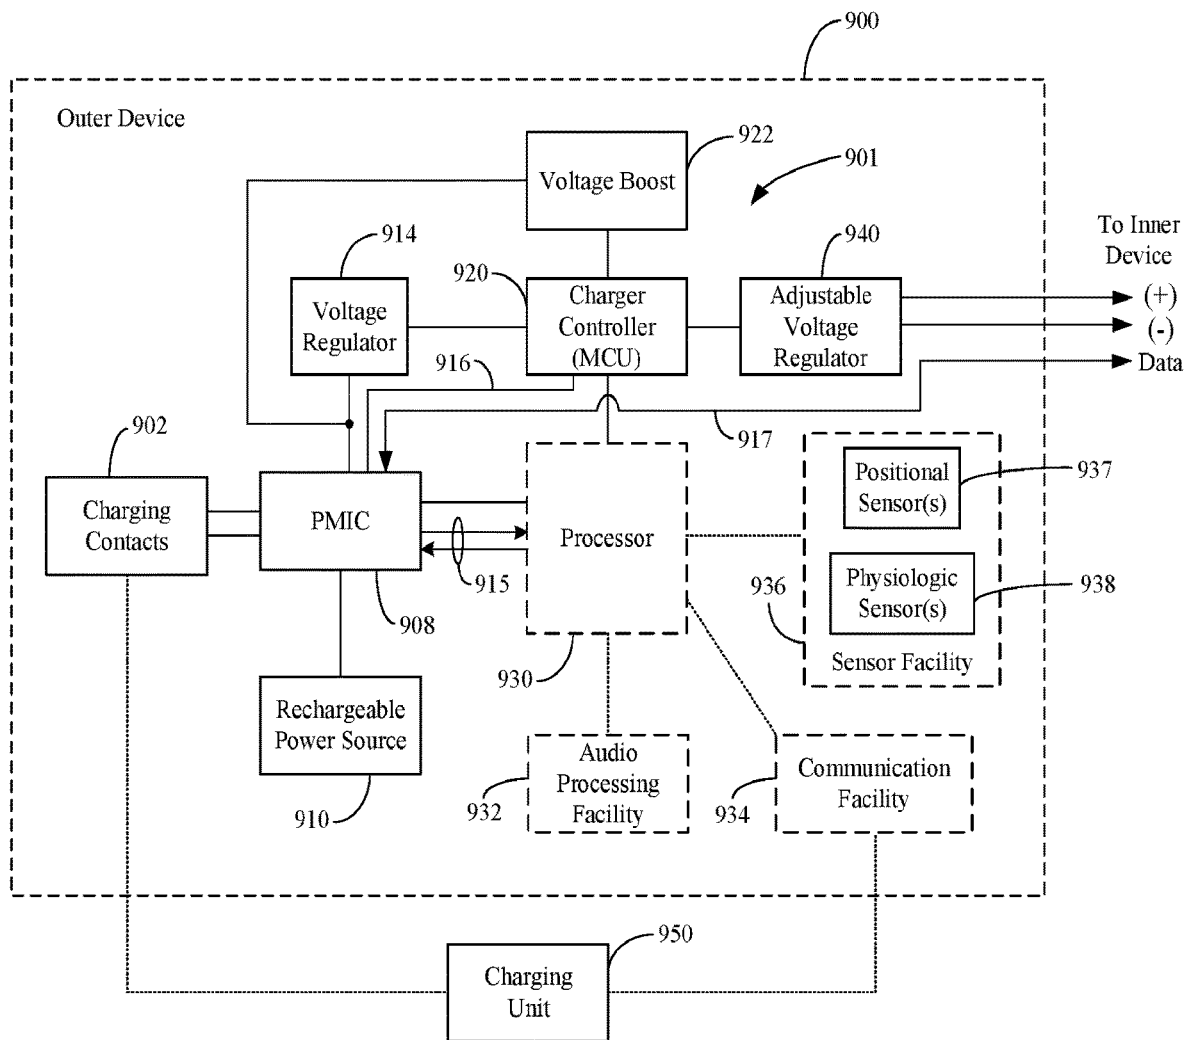 900
Outer Device
922
Voltage Boost
901
914
920
940
To Inner
Device
Voltage
Regulator
Charger
Controller
(MCU)
Adjustable
Voltage
Regulator
(+)
(-)
Data
916
917
902
Charging
Contacts
PMIC
915
908
Processor
930
Positional
Sensor(s)
937
Physiologic
Sensor(s)
938
936
Sensor Facility
Rechargeable
Power Source
910
Audio
Processing
Facility
932
Communication
Facility
934
950
Charging
Unit